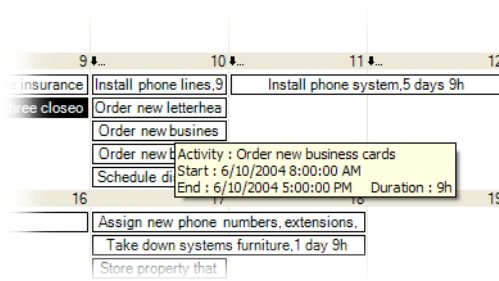 9 ... 10 ... 11 ... 12
e insurance Install phone lines,9 Install phone system,5 days 9h
three closeo Order new letterhea
Order new busines
Order new b
Schedule di
Activity : Order new business cards
Start : 6/10/2004 8:00:00 AM
End : 6/10/2004 5:00:00 PM Duration : 9h
16 17 18 19
Assign new phone numbers, extensions,
Take down systems furniture,1 day 9h
Store property that